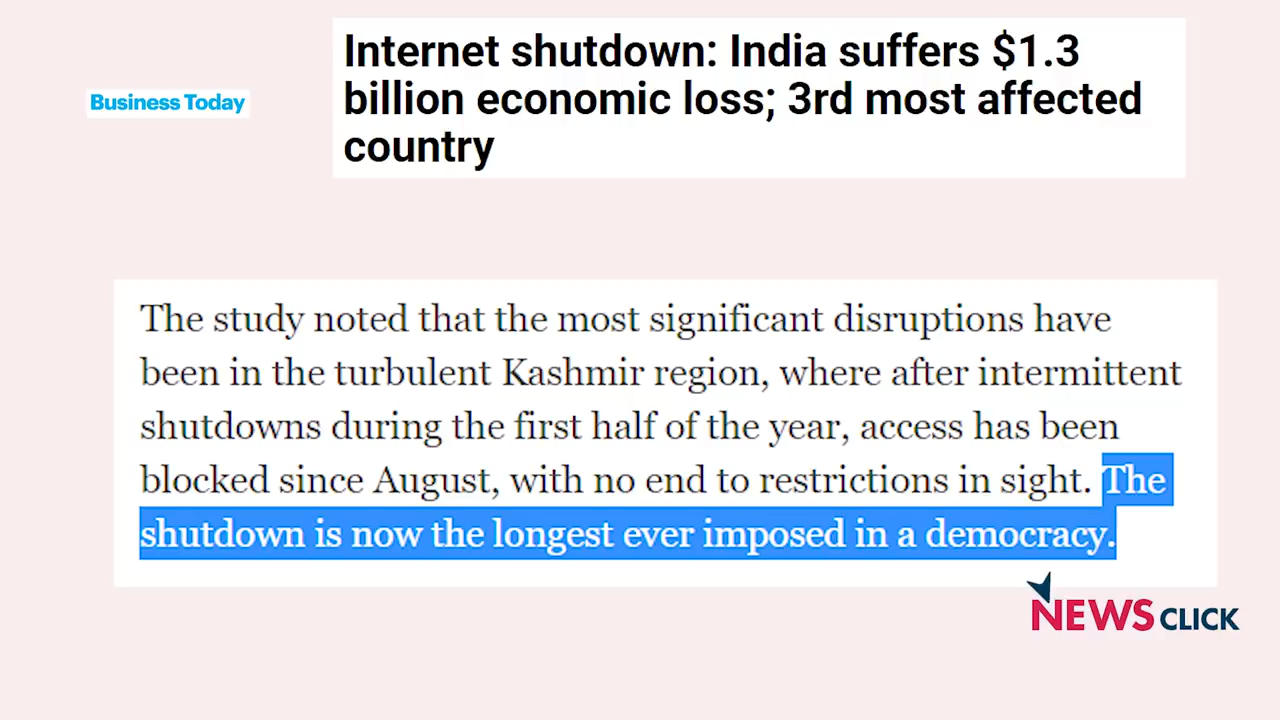 Business Today
Internet shutdown: India suffers $1.3
billion economic loss; 3rd most affected
country
The study noted that the most significant disruptions have
been in the turbulent Kashmir region, where after intermittent
shutdowns during the first half of the year, access has been
blocked since August, with no end to restrictions in sight. The
shutdown is now the longest ever imposed in a democracy.
NEWSCLICK